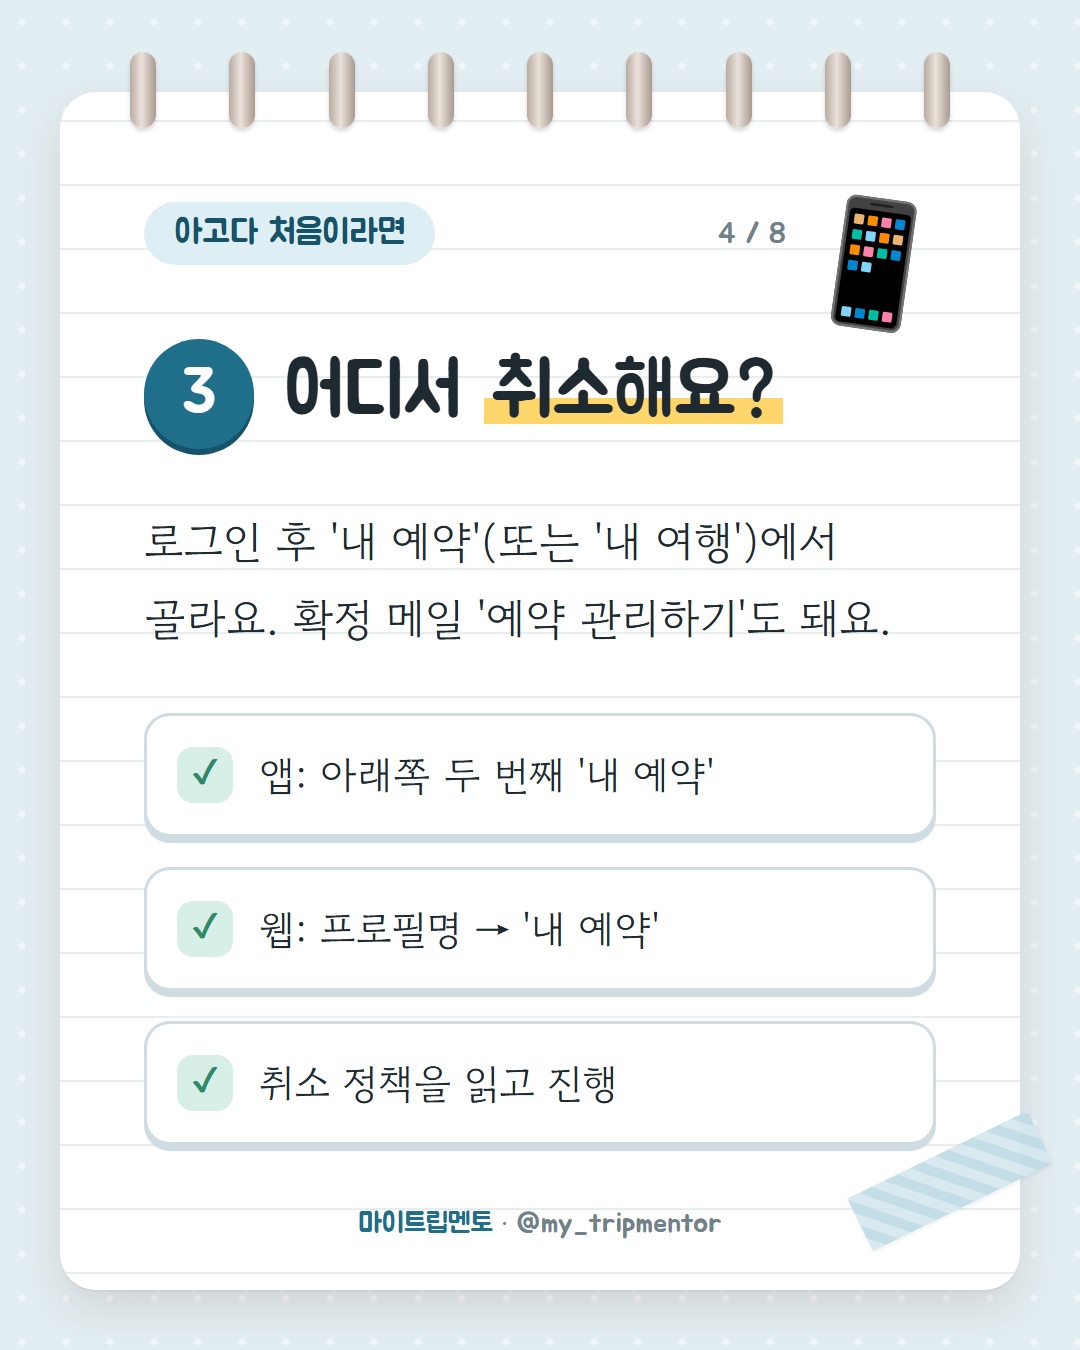 아고다 처음이라면
4 / 8
3 어디서 취소해요?
로그인 후 '내 예약'(또는 '내 여행')에서
골라요. 확정 메일 '예약 관리하기'도 돼요.
✓ 앱: 아래쪽 두 번째 '내 예약'
✓ 웹: 프로필명 → '내 예약'
✓ 취소 정책을 읽고 진행
마이트립멘토 · @my_tripmentor